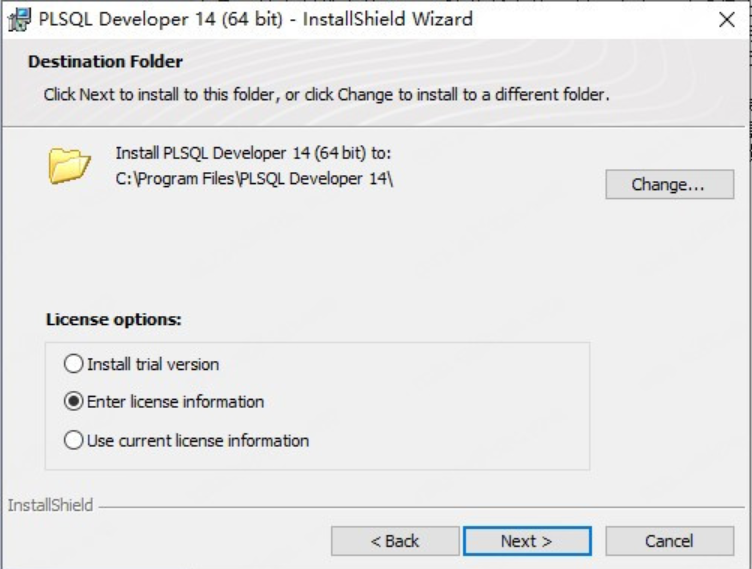 PLSQL Developer 14 (64 bit) - InstallShield Wizard
Destination Folder
Click Next to install to this folder, or click Change to install to a different folder.
Install PLSQL Developer 14 (64 bit) to:
C:\Program Files\PLSQL Developer 14\
Change...
License options:
Install trial version
Enter license information
Use current license information
InstallShield
< Back
Next >
Cancel